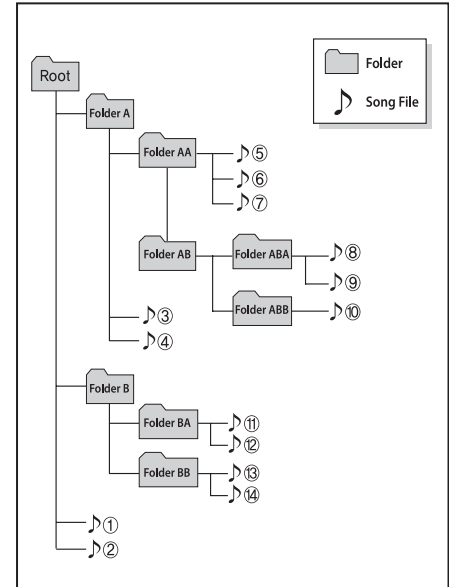 Folder
Song File
Root
Folder A
Folder AA
⑤
⑥
⑦
Folder AB
Folder ABA
⑧
⑨
Folder ABB
⑩
③
④
Folder B
Folder BA
⑪
⑫
Folder BB
⑬
⑭
①
②